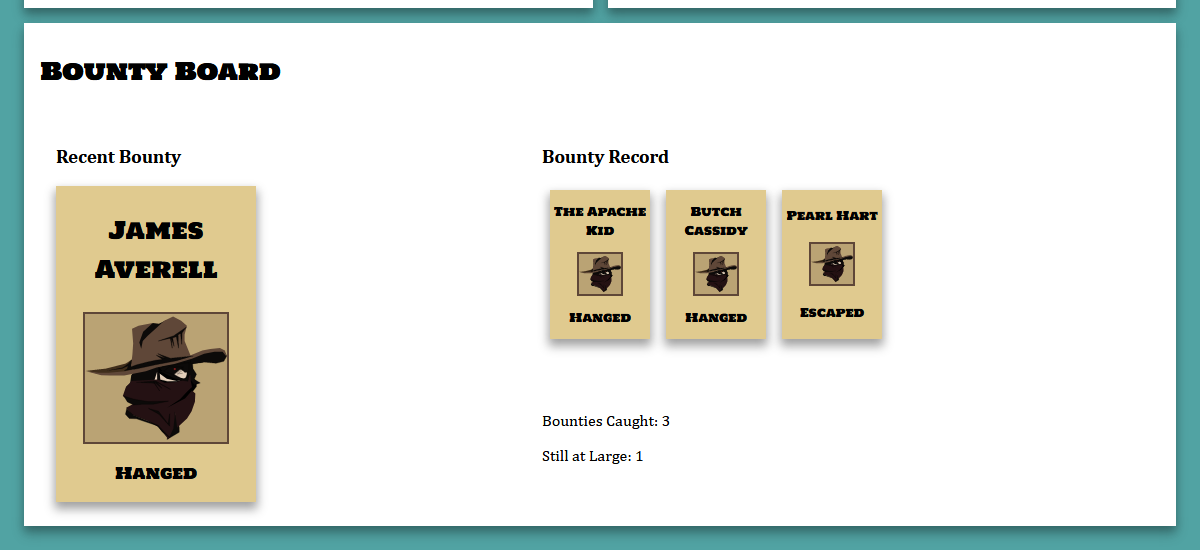 Bounty Board
Recent Bounty
James
Averell
Hanged
Bounty Record
The Apache
Kid
Hanged
Butch
Cassidy
Hanged
Pearl Hart
Escaped
Bounties Caught: 3
Still at Large: 1